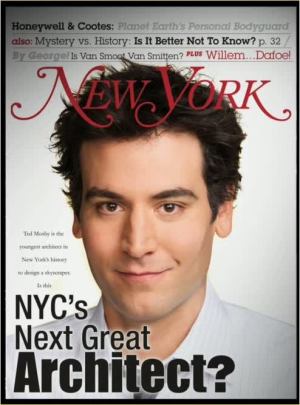 Honeywell & Cootes: Planet Earth's Personal Bodyguard
also: Mystery vs. History: Is It Better Not To Know? p. 32 /
By George! Is Van Smoot Van Smitten? PLUS Willem...Dafoe!
NEW YORK
Ted Mosby is the
youngest architect in
New York's history
to design a skyscraper.
Is this
NYC's
Next Great
Architect?